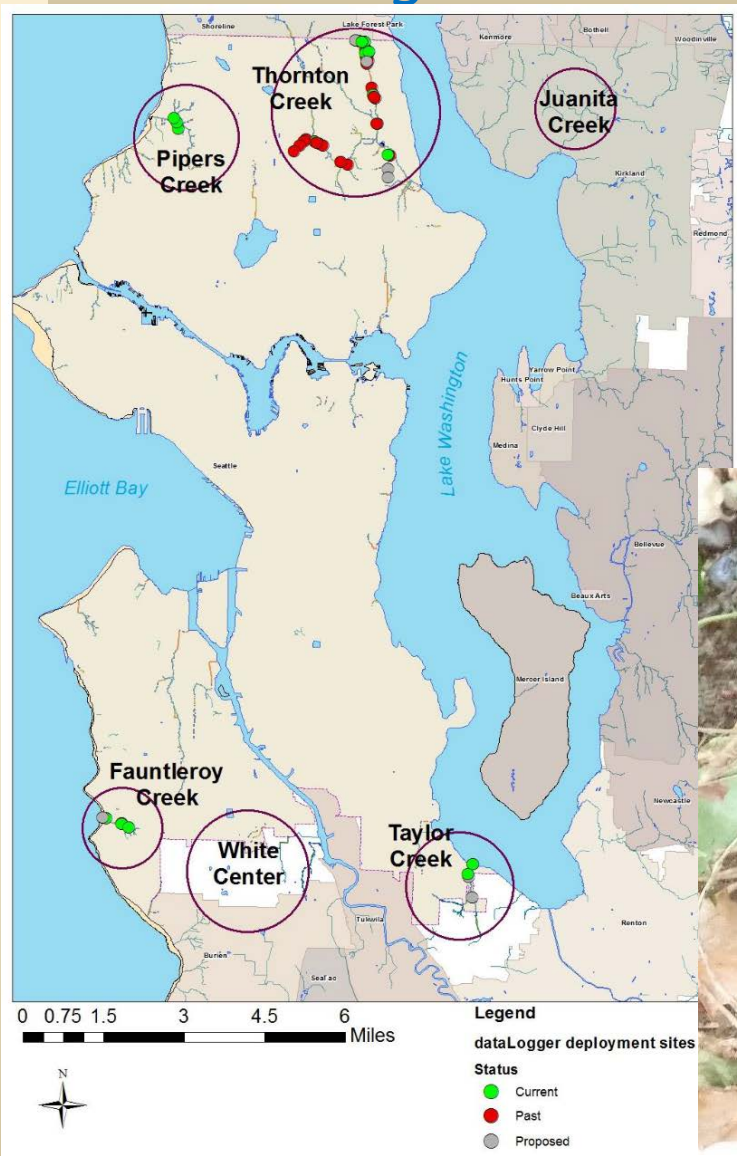 Shoreline
Lake Forest Park
Kenmore
Bothell
Woodinville
Thornton
Creek
Juanita
Creek
Pipers
Creek
Kirkland
Redmond
Yarrow Point
Hunts Point
Clyde Hill
Medina
Lake Washington
Seattle
Elliott Bay
Bellevue
Beaux Arts
Mercer Island
Fauntleroy
Creek
Newcastle
White
Center
Taylor
Creek
Tukwila
Renton
Burien
SeaTac
0 0.75 1.5 3 4.5 6
Miles
N
Legend
dataLogger deployment sites
Status
Current
Past
Proposed